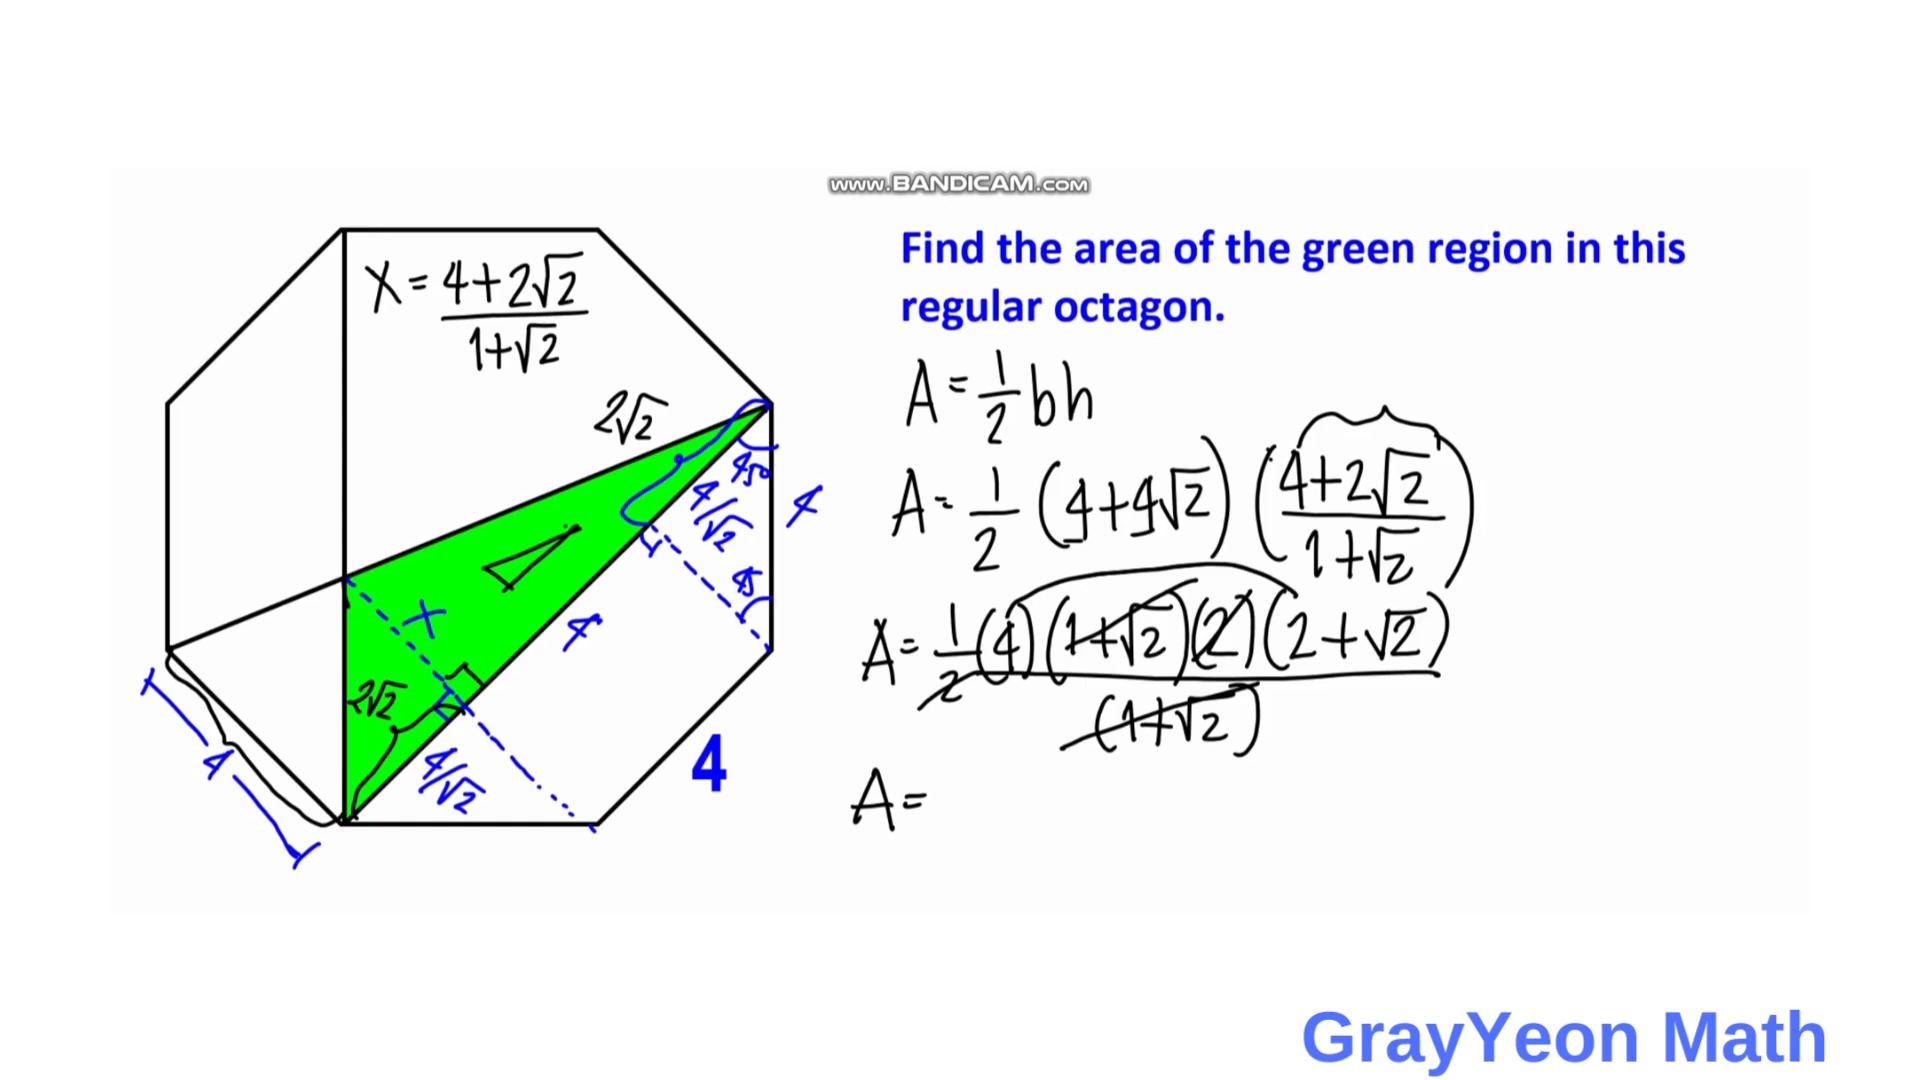 www.BANDICAM.com
Find the area of the green region in this
regular octagon.
X = 4+2√2
1+√2
2√2
45°
4/√2
4
45
X
4
2√2
4/√2
4
4
A = 1/2 bh
A = 1/2 (4+4√2) (4+2√2 / 1+√2)
A = 1/2 (4)(1+√2)(2)(2+√2)
(1+√2)
A =
GrayYeon Math